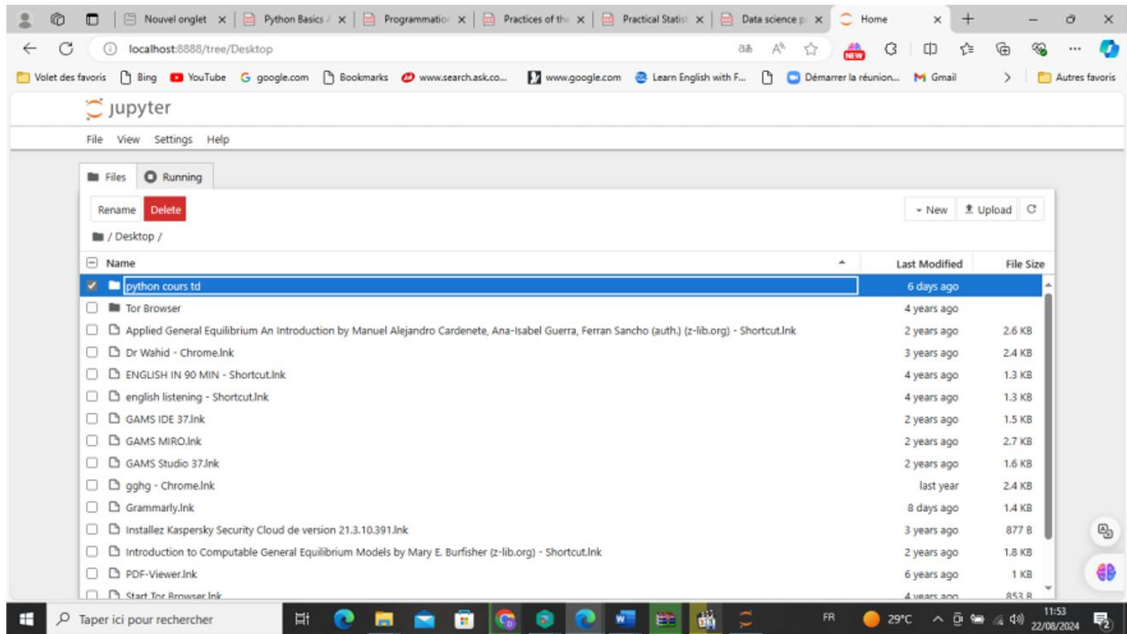 Nouvel onglet Python Basics / Programmation Practices of the Practical Statist Data science p Home
localhost:8888/tree/Desktop NEW
Volet des favoris Bing YouTube google.com Bookmarks www.search.ask.co... www.google.com Learn English with F... Démarrer la réunion... Gmail Autres favoris
jupyter
File View Settings Help
Files Running
Rename Delete New Upload
/ Desktop /
Name Last Modified File Size
python cours td 6 days ago
Tor Browser 4 years ago
Applied General Equilibrium An Introduction by Manuel Alejandro Cardenete, Ana-Isabel Guerra, Ferran Sancho (auth.) (z-lib.org) - Shortcut.lnk 2 years ago 2.6 KB
Dr Wahid - Chrome.lnk 3 years ago 2.4 KB
ENGLISH IN 90 MIN - Shortcut.lnk 4 years ago 1.3 KB
english listening - Shortcut.lnk 4 years ago 1.3 KB
GAMS IDE 37.lnk 2 years ago 1.5 KB
GAMS MIRO.lnk 2 years ago 2.7 KB
GAMS Studio 37.lnk 2 years ago 1.6 KB
gghg - Chrome.lnk last year 2.4 KB
Grammarly.lnk 8 days ago 1.4 KB
Installez Kaspersky Security Cloud de version 21.3.10.391.lnk 3 years ago 877 B
Introduction to Computable General Equilibrium Models by Mary E. Burfisher (z-lib.org) - Shortcut.lnk 2 years ago 1.8 KB
PDF-Viewer.lnk 6 years ago 1 KB
Start Tor Browser.lnk 4 years ago 853 B
Taper ici pour rechercher FR 29°C 11:53
22/08/2024